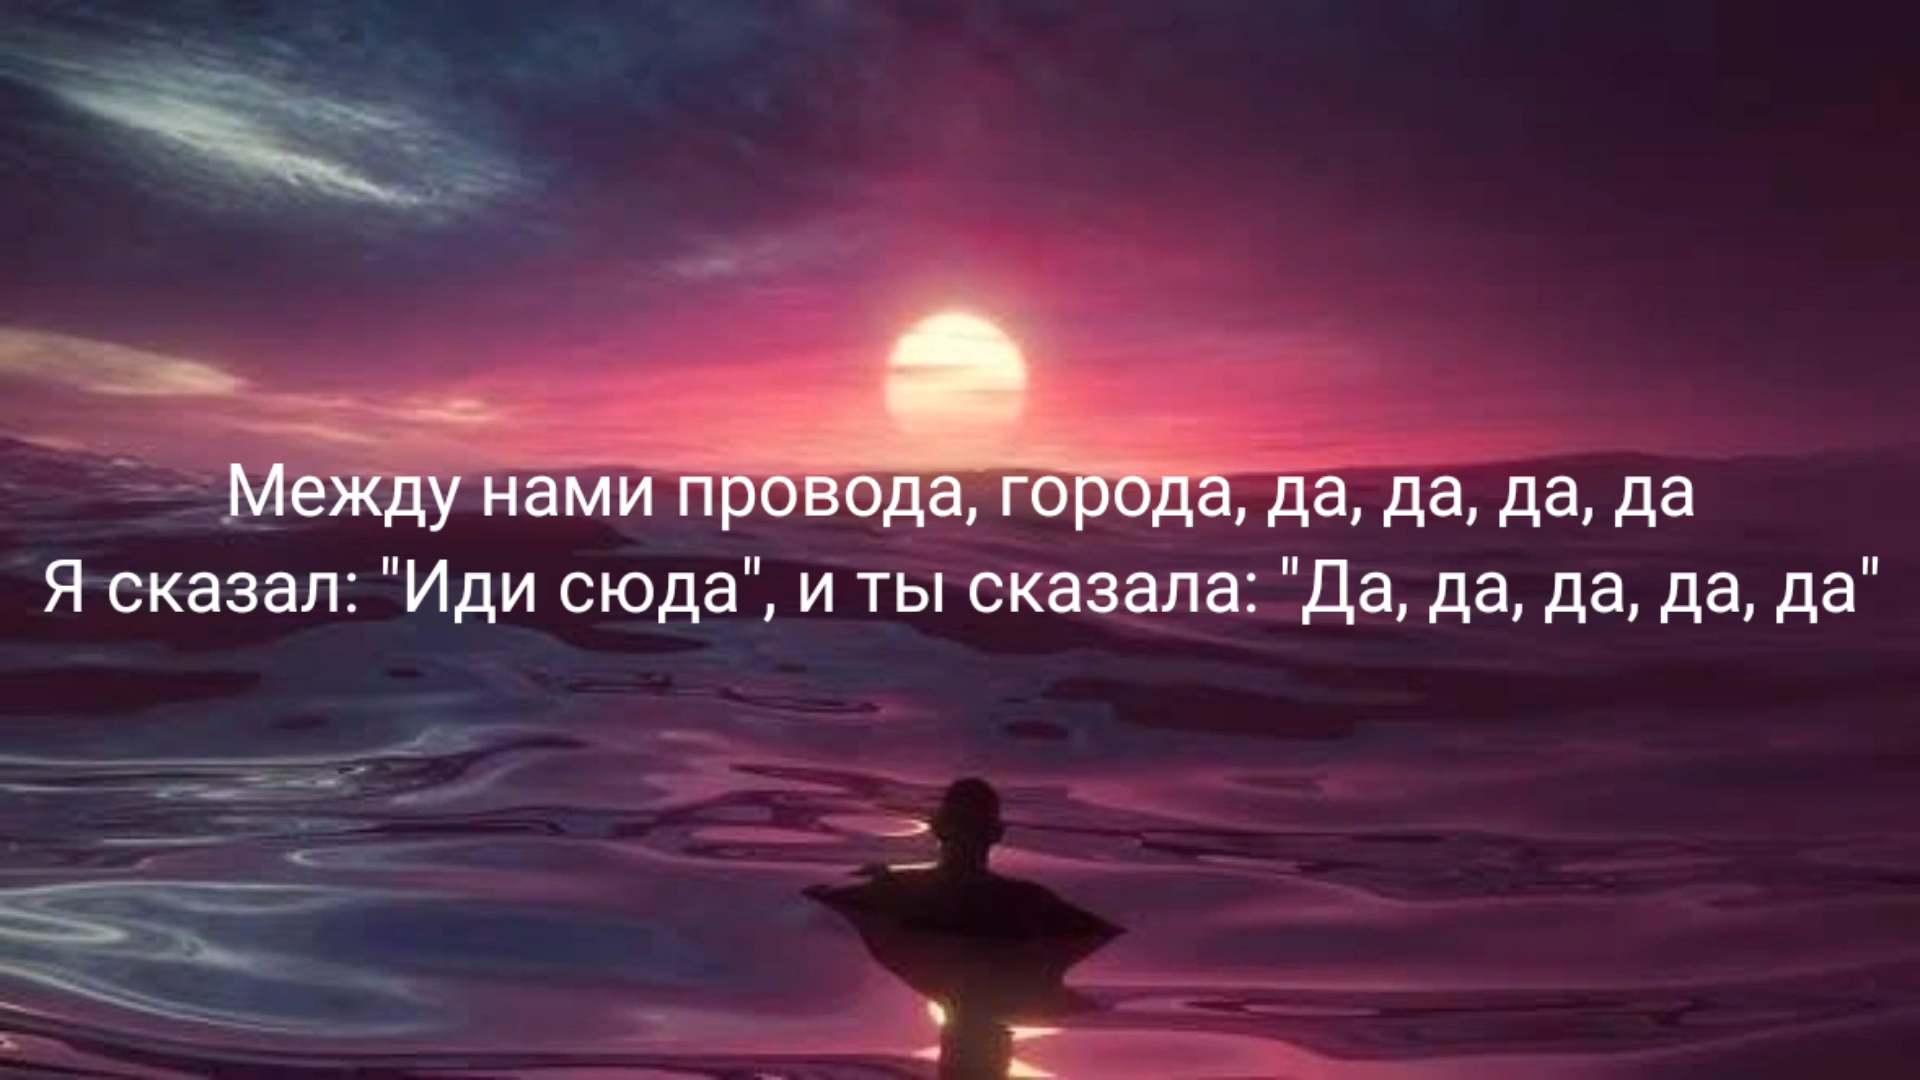 Между нами провода, города, да, да, да, да
Я сказал: "Иди сюда", и ты сказала: "Да, да, да, да, да"